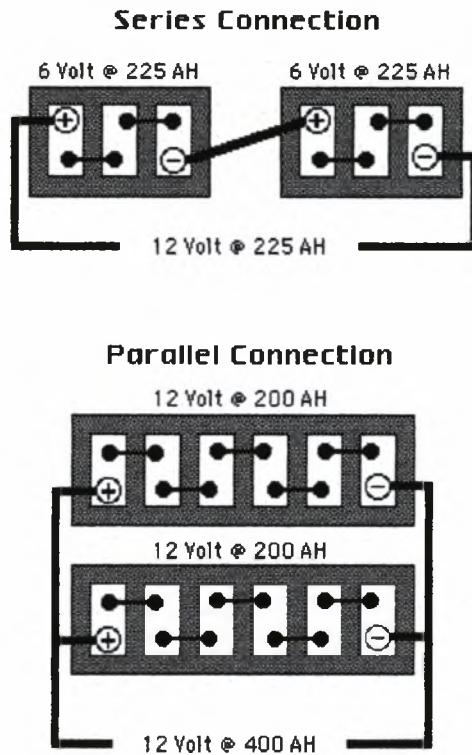 Series Connection
6 Volt @ 225 AH 6 Volt @ 225 AH
+ +
− −
12 Volt @ 225 AH
Parallel Connection
12 Volt @ 200 AH
+ −
12 Volt @ 200 AH
+ −
12 Volt @ 400 AH